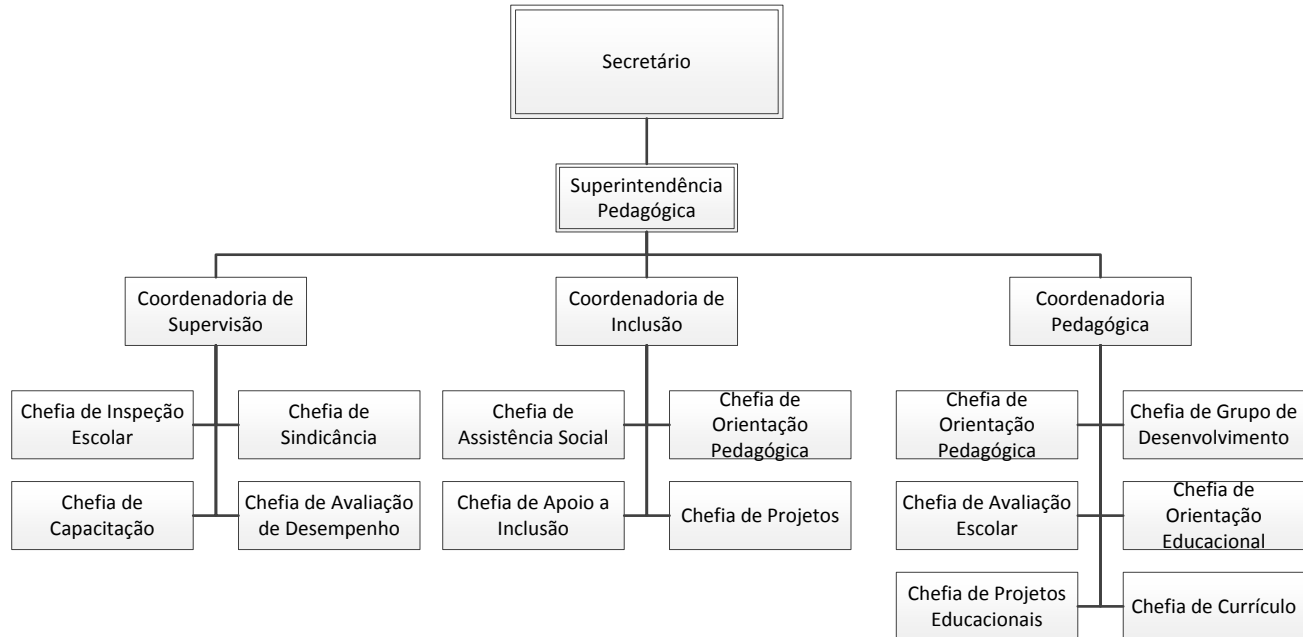 Secretário
Superintendência
Pedagógica
Coordenadoria de
Supervisão
Coordenadoria de
Inclusão
Coordenadoria
Pedagógica
Chefia de Inspeção
Escolar
Chefia de
Sindicância
Chefia de
Assistência Social
Chefia de
Orientação
Pedagógica
Chefia de
Orientação
Pedagógica
Chefia de Grupo de
Desenvolvimento
Chefia de
Capacitação
Chefia de Avaliação
de Desempenho
Chefia de Apoio a
Inclusão
Chefia de Projetos
Chefia de Avaliação
Escolar
Chefia de
Orientação
Educacional
Chefia de Projetos
Educacionais
Chefia de Currículo